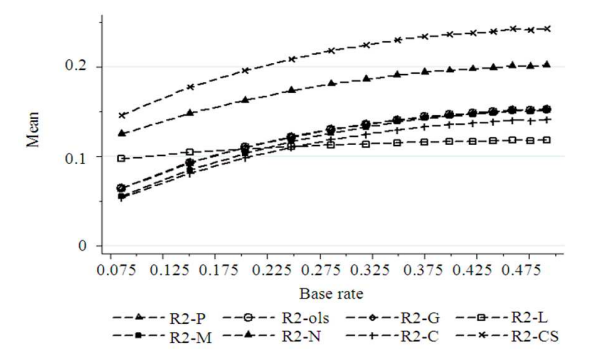 0.2
0.1
0
Mean
0.075 0.125 0.175 0.225 0.275 0.325 0.375 0.425 0.475
Base rate
R2-P R2-ols R2-G R2-L
R2-M R2-N R2-C R2-CS